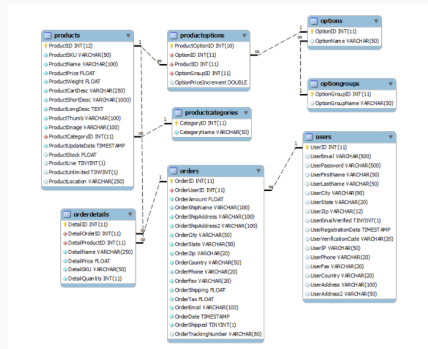 products
ProductID INT(12)
ProductSKU VARCHAR(50)
ProductName VARCHAR(100)
ProductPrice FLOAT
ProductWeight FLOAT
ProductCartDesc VARCHAR(250)
ProductShortDesc VARCHAR(1000)
ProductLongDesc TEXT
ProductThumb VARCHAR(100)
ProductImage VARCHAR(100)
ProductCategoryID INT(11)
ProductUpdateDate TIMESTAMP
ProductStock FLOAT
ProductLive TINYINT(1)
ProductUnlimited TINYINT(1)
ProductLocation VARCHAR(250)
productoptions
ProductOptionID INT(10)
OptionID INT(11)
ProductID INT(11)
OptionGroupID INT(11)
OptionPriceIncrement DOUBLE
options
OptionID INT(11)
OptionName VARCHAR(50)
optiongroups
OptionGroupID INT(11)
OptionGroupName VARCHAR(50)
productcategories
CategoryID INT(11)
CategoryName VARCHAR(50)
users
UserID INT(11)
UserEmail VARCHAR(500)
UserPassword VARCHAR(500)
UserFirstName VARCHAR(50)
UserLastName VARCHAR(50)
UserCity VARCHAR(90)
UserState VARCHAR(20)
UserZip VARCHAR(12)
UserEmailVerified TINYINT(1)
UserRegistrationDate TIMESTAMP
UserVerificationCode VARCHAR(20)
UserIP VARCHAR(50)
UserPhone VARCHAR(20)
UserFax VARCHAR(20)
UserCountry VARCHAR(20)
UserAddress VARCHAR(100)
UserAddress2 VARCHAR(50)
orders
OrderID INT(11)
OrderUserID INT(11)
OrderAmount FLOAT
OrderShipName VARCHAR(100)
OrderShipAddress VARCHAR(100)
OrderShipAddress2 VARCHAR(100)
OrderCity VARCHAR(50)
OrderState VARCHAR(50)
OrderZip VARCHAR(20)
OrderCountry VARCHAR(50)
OrderPhone VARCHAR(20)
OrderFax VARCHAR(20)
OrderShipping FLOAT
OrderTax FLOAT
OrderEmail VARCHAR(100)
OrderDate TIMESTAMP
OrderShipped TINYINT(1)
OrderTrackingNumber VARCHAR(80)
orderdetails
DetailID INT(11)
DetailOrderID INT(11)
DetailProductID INT(11)
DetailName VARCHAR(250)
DetailPrice FLOAT
DetailSKU VARCHAR(50)
DetailQuantity INT(11)